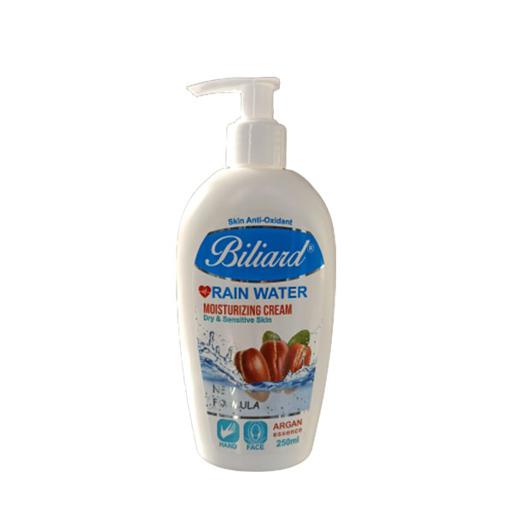 Skin Anti-Oxidant
Biliard®
RAIN WATER
MOISTURIZING CREAM
Dry & Sensitive Skin
NEW
FORMULA
ARGAN
essence
HAND FACE 250ml